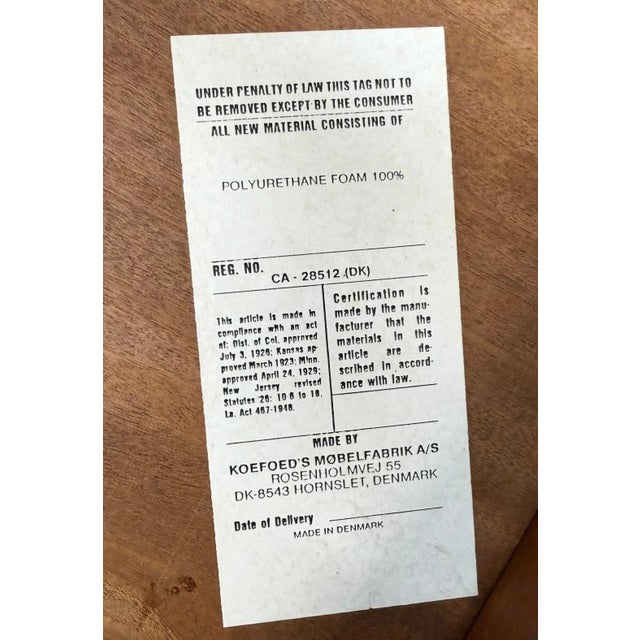 UNDER PENALTY OF LAW THIS TAG NOT TO
BE REMOVED EXCEPT BY THE CONSUMER
ALL NEW MATERIAL CONSISTING OF
POLYURETHANE FOAM 100%
REG. NO.
CA - 28512 (DK)
This article is made in
compliance with an act
of: Dist. of Col. approved
July 3, 1926; Kansas ap-
proved March 1923; Minn.
approved April 24, 1929;
New Jersey revised
Statutes '26: 10-6 to 18.
La. Act 467-1948.
Certification is
made by the manu-
facturer that the
materials in this
article are de-
scribed in accord-
ance with law.
MADE BY
KOEFOED'S MØBELFABRIK A/S
ROSENHOLMVEJ 55
DK-8543 HORNSLET, DENMARK
Date of Delivery
MADE IN DENMARK